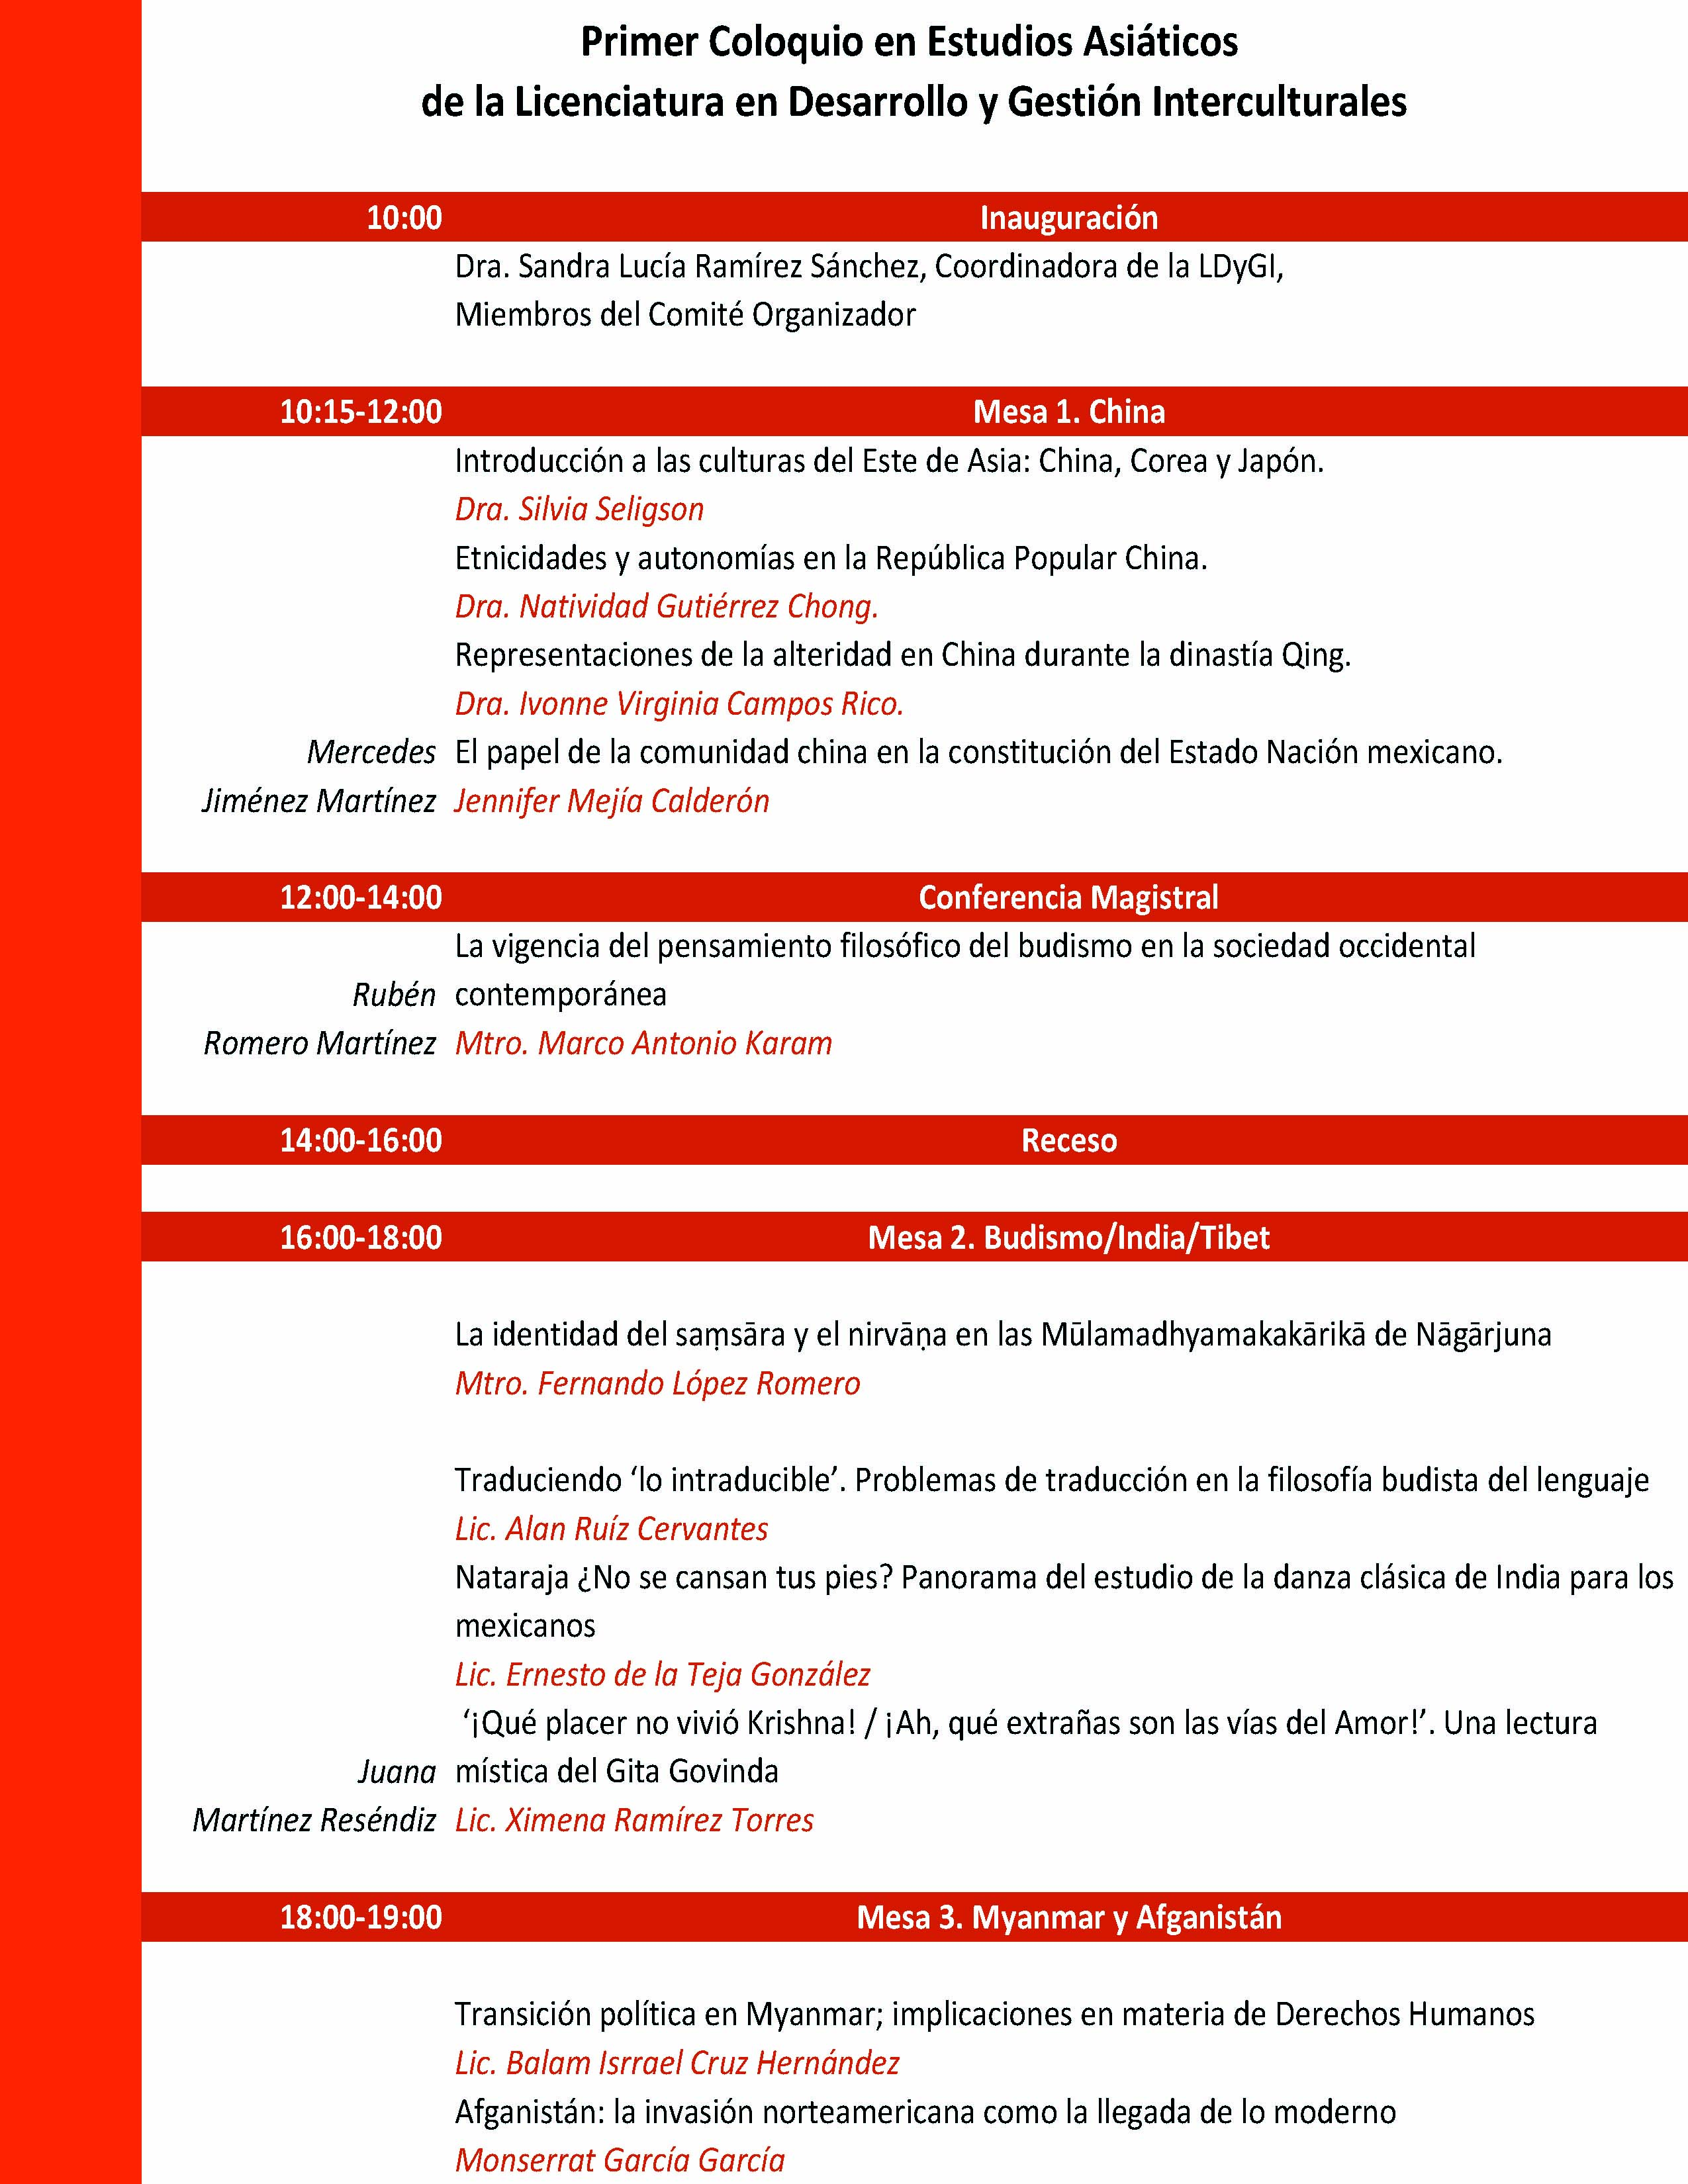 Primer Coloquio en Estudios Asiáticos
de la Licenciatura en Desarrollo y Gestión Interculturales
10:00 Inauguración
Dra. Sandra Lucía Ramírez Sánchez, Coordinadora de la LDyGI,
Miembros del Comité Organizador
10:15-12:00 Mesa 1. China
Introducción a las culturas del Este de Asia: China, Corea y Japón.
Dra. Silvia Seligson
Etnicidades y autonomías en la República Popular China.
Dra. Natividad Gutiérrez Chong.
Representaciones de la alteridad en China durante la dinastía Qing.
Dra. Ivonne Virginia Campos Rico.
Mercedes El papel de la comunidad china en la constitución del Estado Nación mexicano.
Jiménez Martínez Jennifer Mejía Calderón
12:00-14:00 Conferencia Magistral
La vigencia del pensamiento filosófico del budismo en la sociedad occidental
Rubén contemporánea
Romero Martínez Mtro. Marco Antonio Karam
14:00-16:00 Receso
16:00-18:00 Mesa 2. Budismo/India/Tibet
La identidad del saṃsāra y el nirvāṇa en las Mūlamadhyamakakārikā de Nāgārjuna
Mtro. Fernando López Romero
Traduciendo ‘lo intraducible’. Problemas de traducción en la filosofía budista del lenguaje
Lic. Alan Ruíz Cervantes
Nataraja ¿No se cansan tus pies? Panorama del estudio de la danza clásica de India para los
mexicanos
Lic. Ernesto de la Teja González
‘¡Qué placer no vivió Krishna! / ¡Ah, qué extrañas son las vías del Amor!’. Una lectura
Juana mística del Gita Govinda
Martínez Reséndiz Lic. Ximena Ramírez Torres
18:00-19:00 Mesa 3. Myanmar y Afganistán
Transición política en Myanmar; implicaciones en materia de Derechos Humanos
Lic. Balam Isrrael Cruz Hernández
Afganistán: la invasión norteamericana como la llegada de lo moderno
Monserrat García García